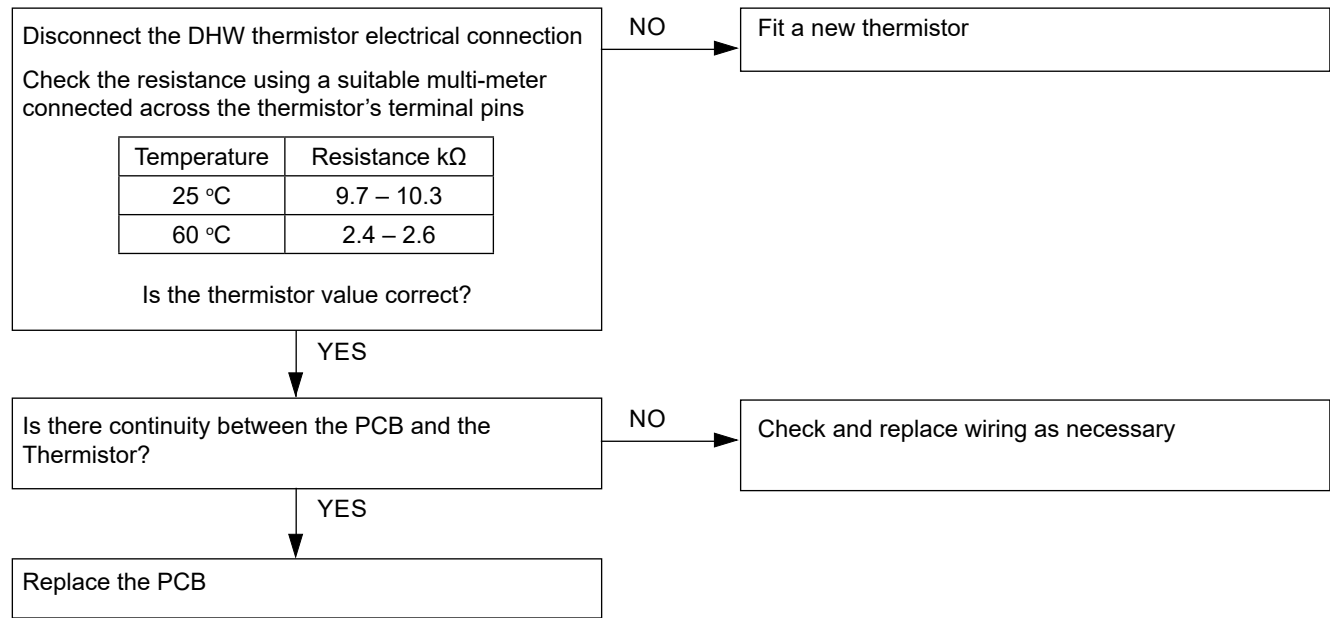 Disconnect the DHW thermistor electrical connection
NO
Fit a new thermistor
Check the resistance using a suitable multi-meter
connected across the thermistor’s terminal pins
Temperature Resistance kΩ
25 °C 9.7 – 10.3
60 °C 2.4 – 2.6
Is the thermistor value correct?
YES
Is there continuity between the PCB and the
Thermistor?
NO
Check and replace wiring as necessary
YES
Replace the PCB